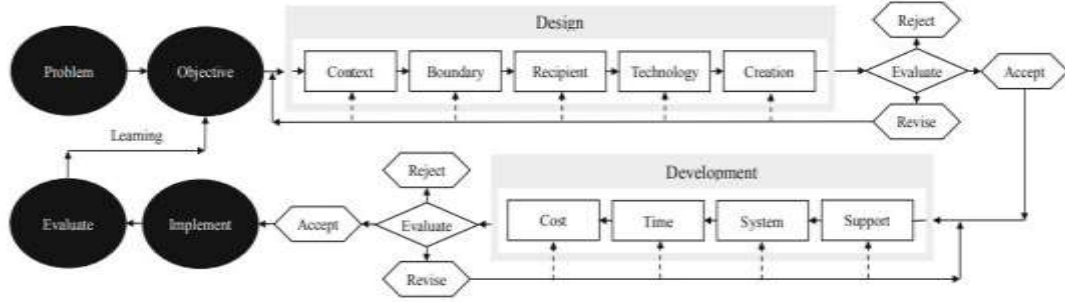 Design
Reject
Problem
Objective
Context
Boundary
Recipient
Technology
Creation
Evaluate
Accept
Revise
Learning
Reject
Development
Evaluate
Implement
Accept
Evaluate
Cost
Time
System
Support
Revise